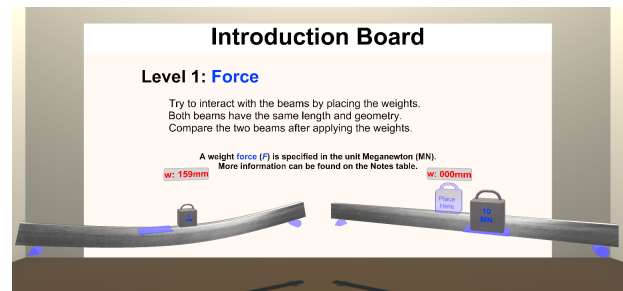 Introduction Board
Level 1: Force
Try to interact with the beams by placing the weights.
Both beams have the same length and geometry.
Compare the two beams after applying the weights.
A weight force (F) is specified in the unit Meganewton (MN).
More information can be found on the Notes table.
w: 159mm
w: 000mm
Place
Here
10
MN